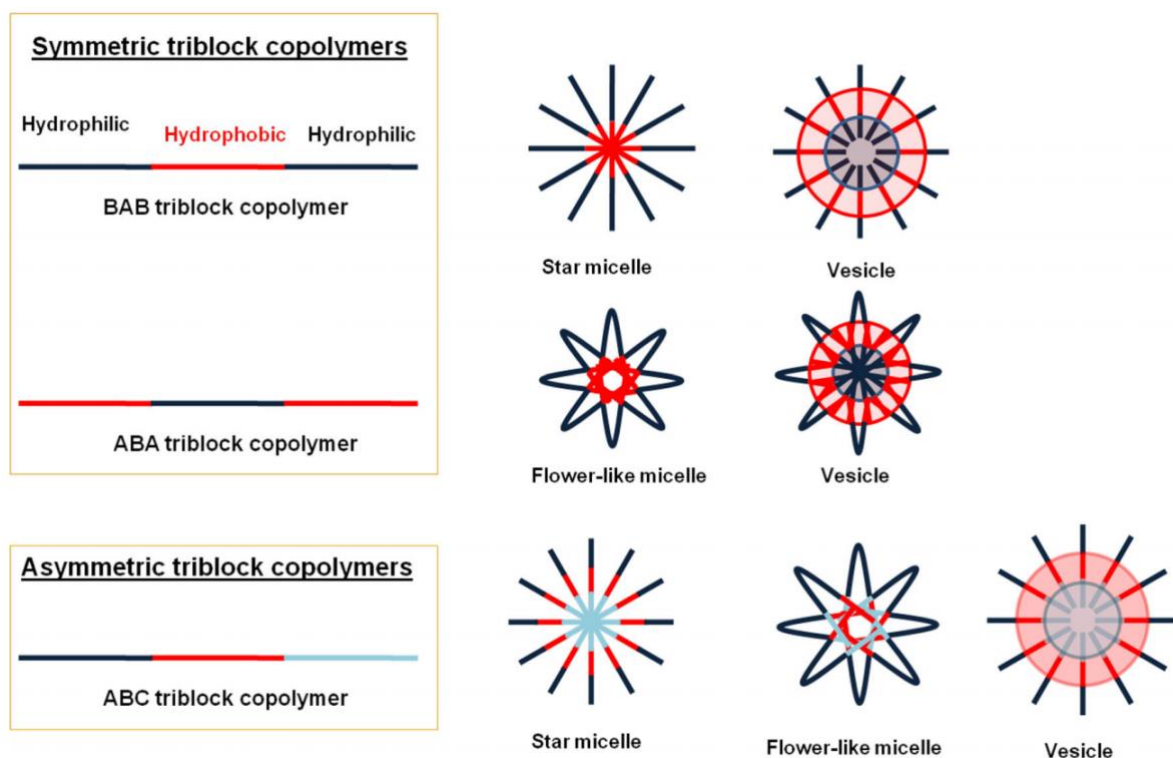 Symmetric triblock copolymers
Hydrophilic Hydrophobic Hydrophilic
BAB triblock copolymer
Star micelle
Vesicle
ABA triblock copolymer
Flower-like micelle
Vesicle
Asymmetric triblock copolymers
ABC triblock copolymer
Star micelle
Flower-like micelle
Vesicle